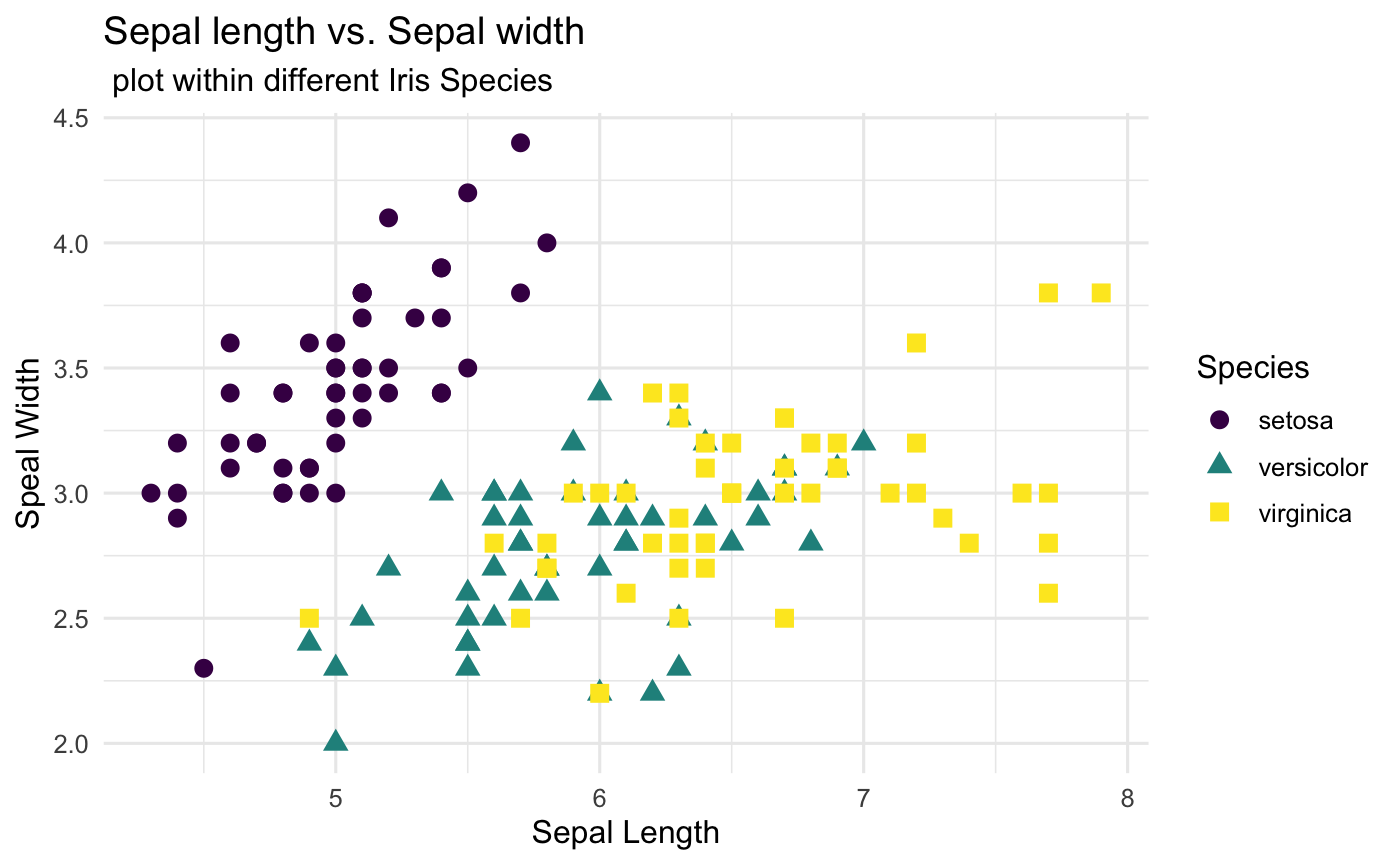 Sepal length vs. Sepal width
plot within different Iris Species
4.5
4.0
3.5
3.0
2.5
2.0
Speal Width
5 6 7 8
Sepal Length
Species
setosa
versicolor
virginica